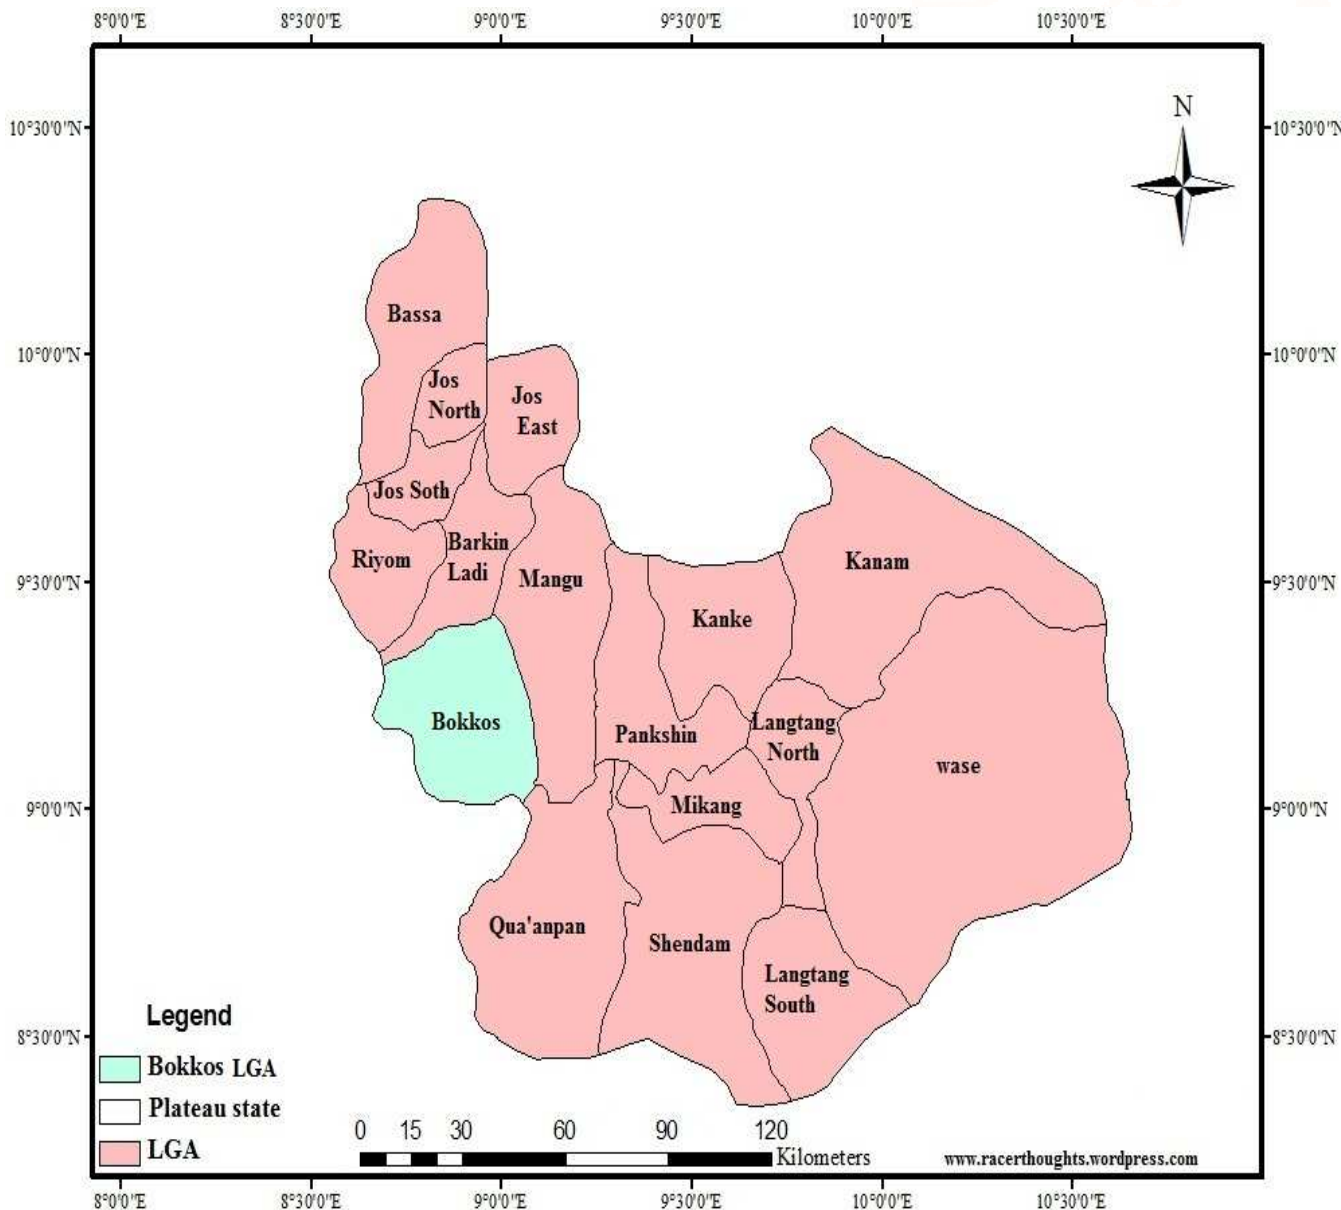 8°0'0"E 8°30'0"E 9°0'0"E 9°30'0"E 10°0'0"E 10°30'0"E
N
10°30'0"N 10°30'0"N
Bassa
10°0'0"N 10°0'0"N
Jos
North
Jos
East
Jos Soth
Riyom
Barkin
Ladi
Mangu
Kanam
9°30'0"N 9°30'0"N
Kanke
Bokkos
Pankshin
Langtang
North
wase
9°0'0"N 9°0'0"N
Mikang
Qua'anpan
Shendam
Langtang
South
8°30'0"N 8°30'0"N
Legend
Bokkos LGA
Plateau state
LGA
0 15 30 60 90 120
Kilometers
www.racerthoughts.wordpress.com
8°0'0"E 8°30'0"E 9°0'0"E 9°30'0"E 10°0'0"E 10°30'0"E